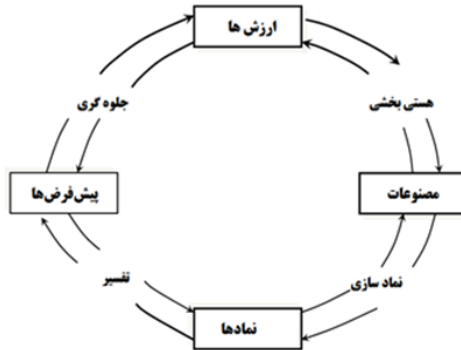 ارزش ها
جلوه گری
هستی بخشی
پیش‌فرض‌ها
مصنوعات
تفسیر
نماد سازی
نمادها